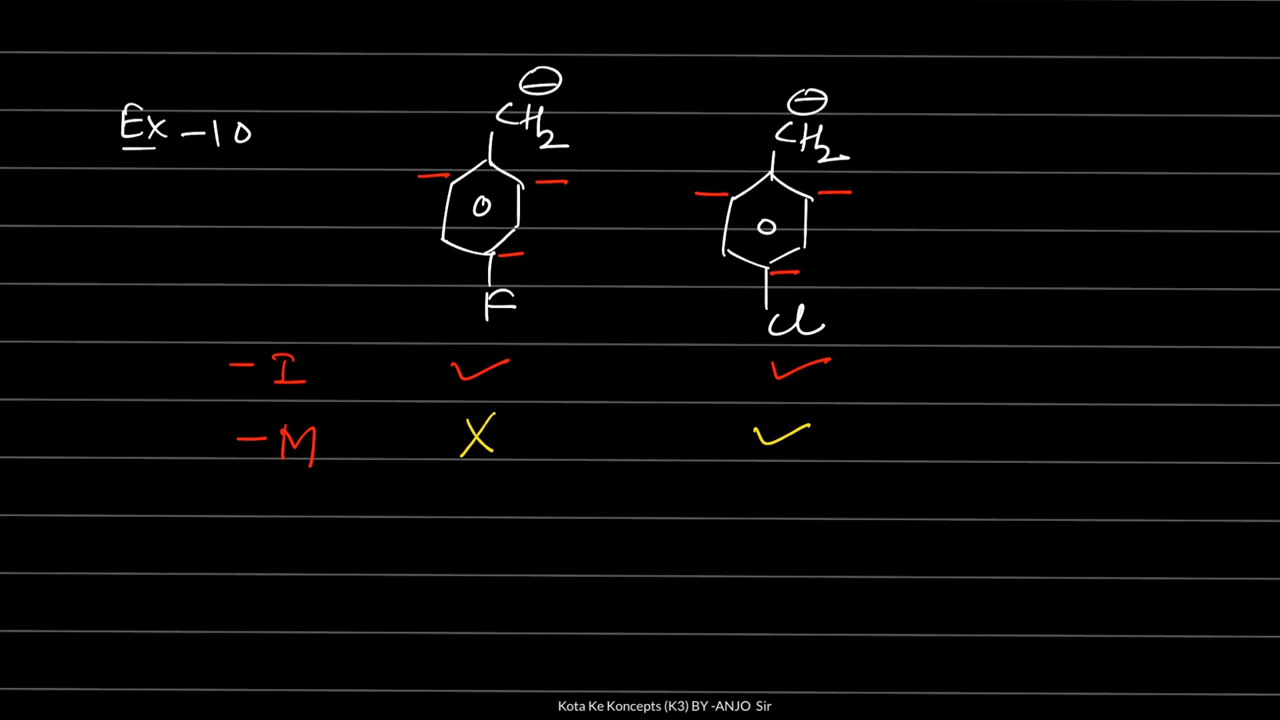 Ex-10
⊖ ⊖
CH2 CH2
F Cl
- I ✓ ✓
- M X ✓
Kota Ke Koncepts (K3) BY -ANJO Sir